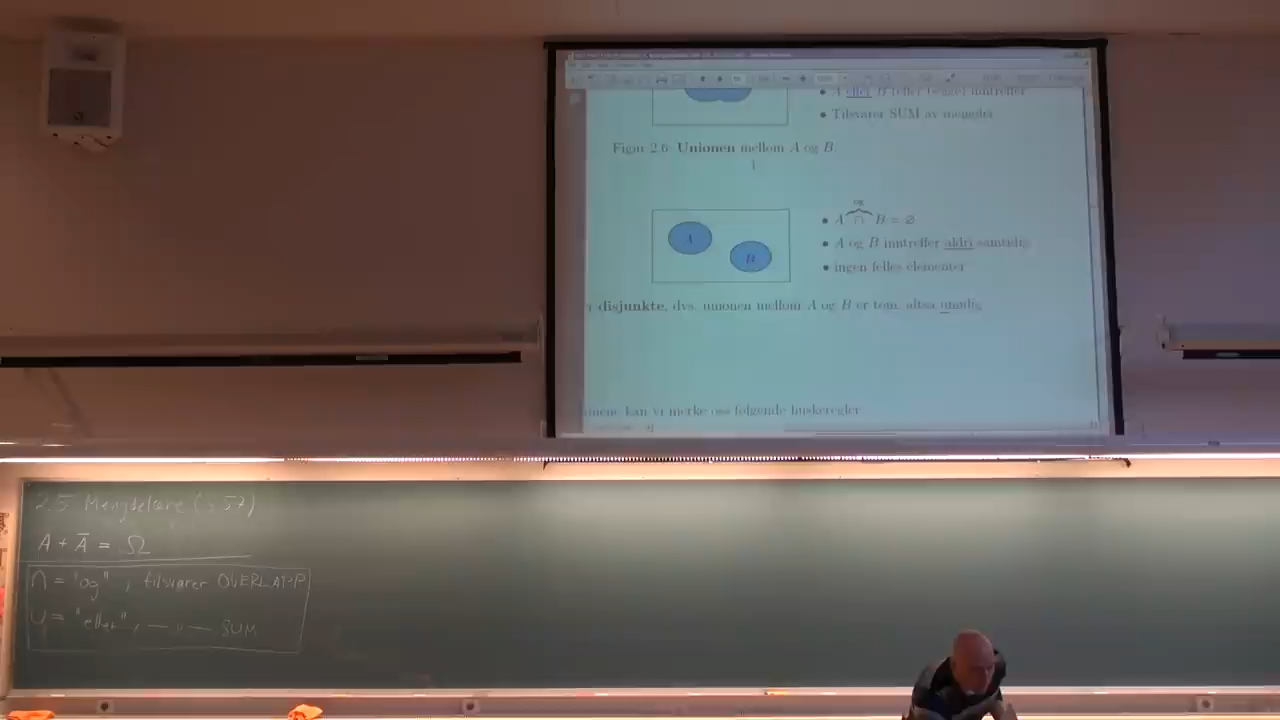 • A eller B (eller begge) inntreffer
• Tilsvarer SUM av mengder
Figur 2.6: Unionen mellom A og B.
A
B
og
• A ∩ B = ∅
• A og B inntreffer aldri samtidig
• ingen felles elementer
disjunkte, dvs. unionen mellom A og B er tom, altså umulig.
kan vi merke oss følgende huskeregler
2.5 Mengdelære (s. 57)
A + A̅ = Ω
∩ = "og", tilsvarer OVERLAPP
∪ = "eller", — " — SUM